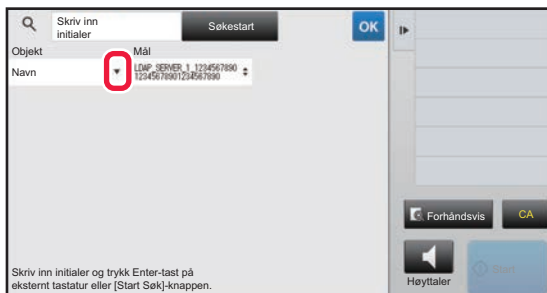 Skriv inn
initialer
Søkestart
OK
Objekt
Mål
Navn
LDAP_SERVER_1_1234567890
12345678901234567890
Forhåndsvis
CA
Høyttaler
Start
Skriv inn initialer og trykk Enter-tast på
eksternt tastatur eller [Start Søk]-knappen.